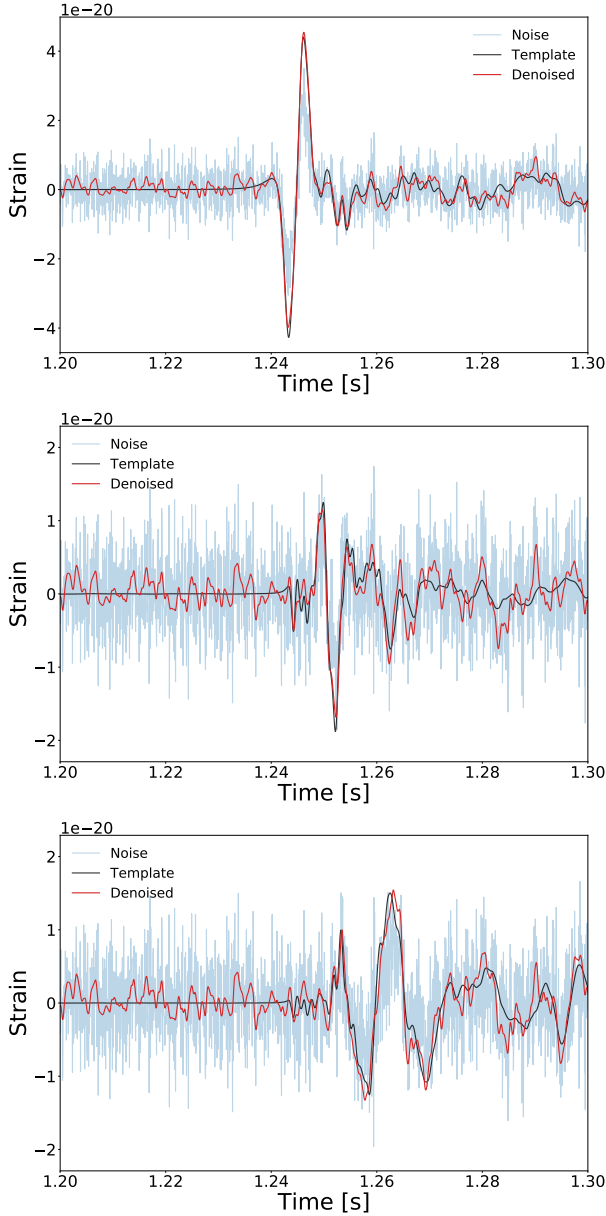 1e−20
Noise
Template
Denoised
4
2
0
−2
−4
Strain
1.20 1.22 1.24 1.26 1.28 1.30
Time [s]
1e−20
Noise
Template
Denoised
2
1
0
−1
−2
Strain
1.20 1.22 1.24 1.26 1.28 1.30
Time [s]
1e−20
Noise
Template
Denoised
2
1
0
−1
−2
Strain
1.20 1.22 1.24 1.26 1.28 1.30
Time [s]